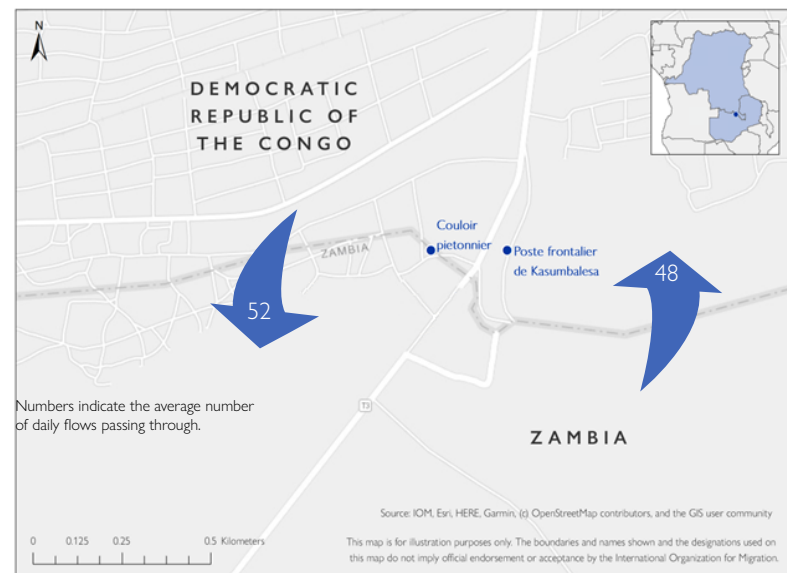 N
DEMOCRATIC
REPUBLIC OF
THE CONGO
Couloir
pietonnier
ZAMBIA
Poste frontalier
de Kasumbalesa
48
52
Numbers indicate the average number
of daily flows passing through.
T3
ZAMBIA
Source: IOM, Esri, HERE, Garmin, (c) OpenStreetMap contributors, and the GIS user community
0 0.125 0.25 0.5 Kilometers
This map is for illustration purposes only. The boundaries and names shown and the designations used on
this map do not imply official endorsement or acceptance by the International Organization for Migration.